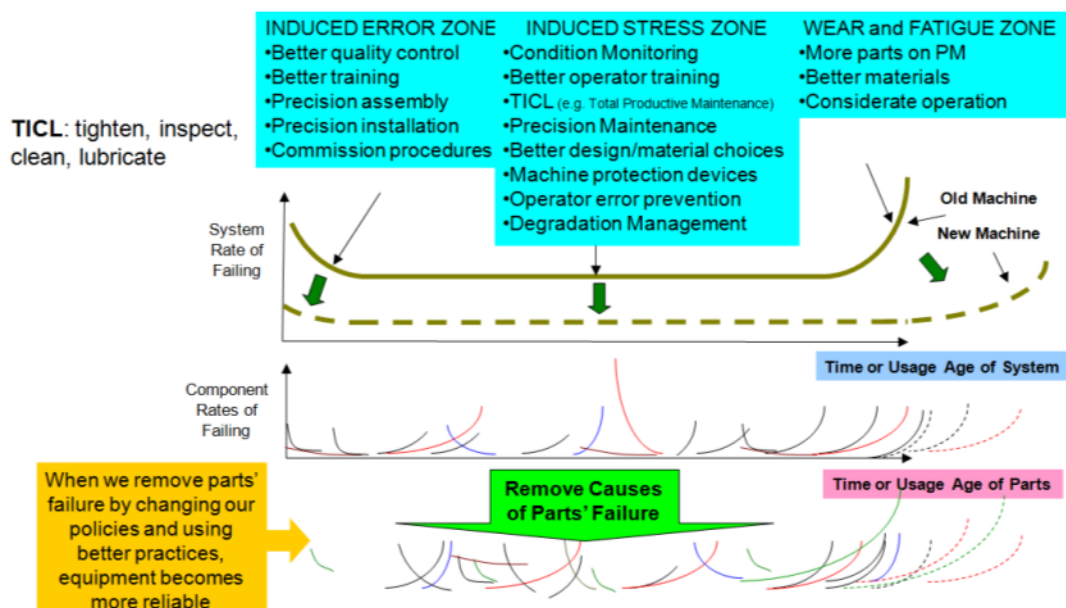 INDUCED ERROR ZONE
•Better quality control
•Better training
•Precision assembly
•Precision installation
•Commission procedures
INDUCED STRESS ZONE
•Condition Monitoring
•Better operator training
•TICL (e.g. Total Productive Maintenance)
•Precision Maintenance
•Better design/material choices
•Machine protection devices
•Operator error prevention
•Degradation Management
WEAR and FATIGUE ZONE
•More parts on PM
•Better materials
•Considerate operation
TICL: tighten, inspect,
clean, lubricate
System
Rate of
Failing
Old Machine
New Machine
Time or Usage Age of System
Component
Rates of
Failing
Time or Usage Age of Parts
When we remove parts'
failure by changing our
policies and using
better practices,
equipment becomes
more reliable
Remove Causes
of Parts' Failure